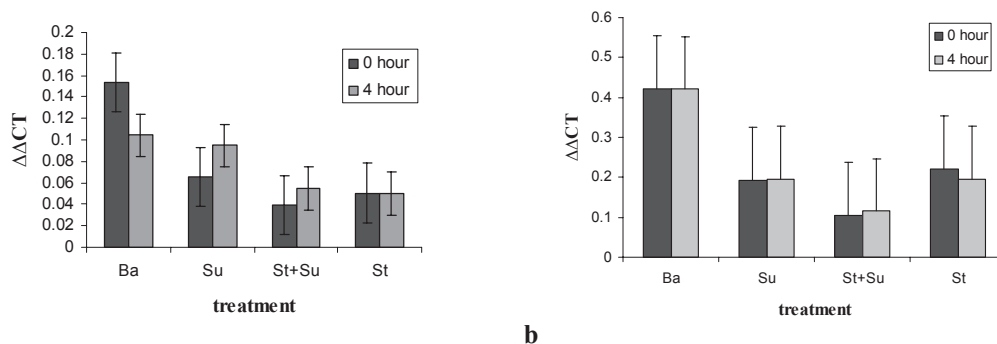 0.2
0.18
0.16
0.14
0.12
0.1
0.08
0.06
0.04
0.02
0
ΔΔCT
0 hour
4 hour
Ba Su St+Su St
treatment
0.6
0.5
0.4
0.3
0.2
0.1
0
ΔΔCT
0 hour
4 hour
Ba Su St+Su St
treatment
b